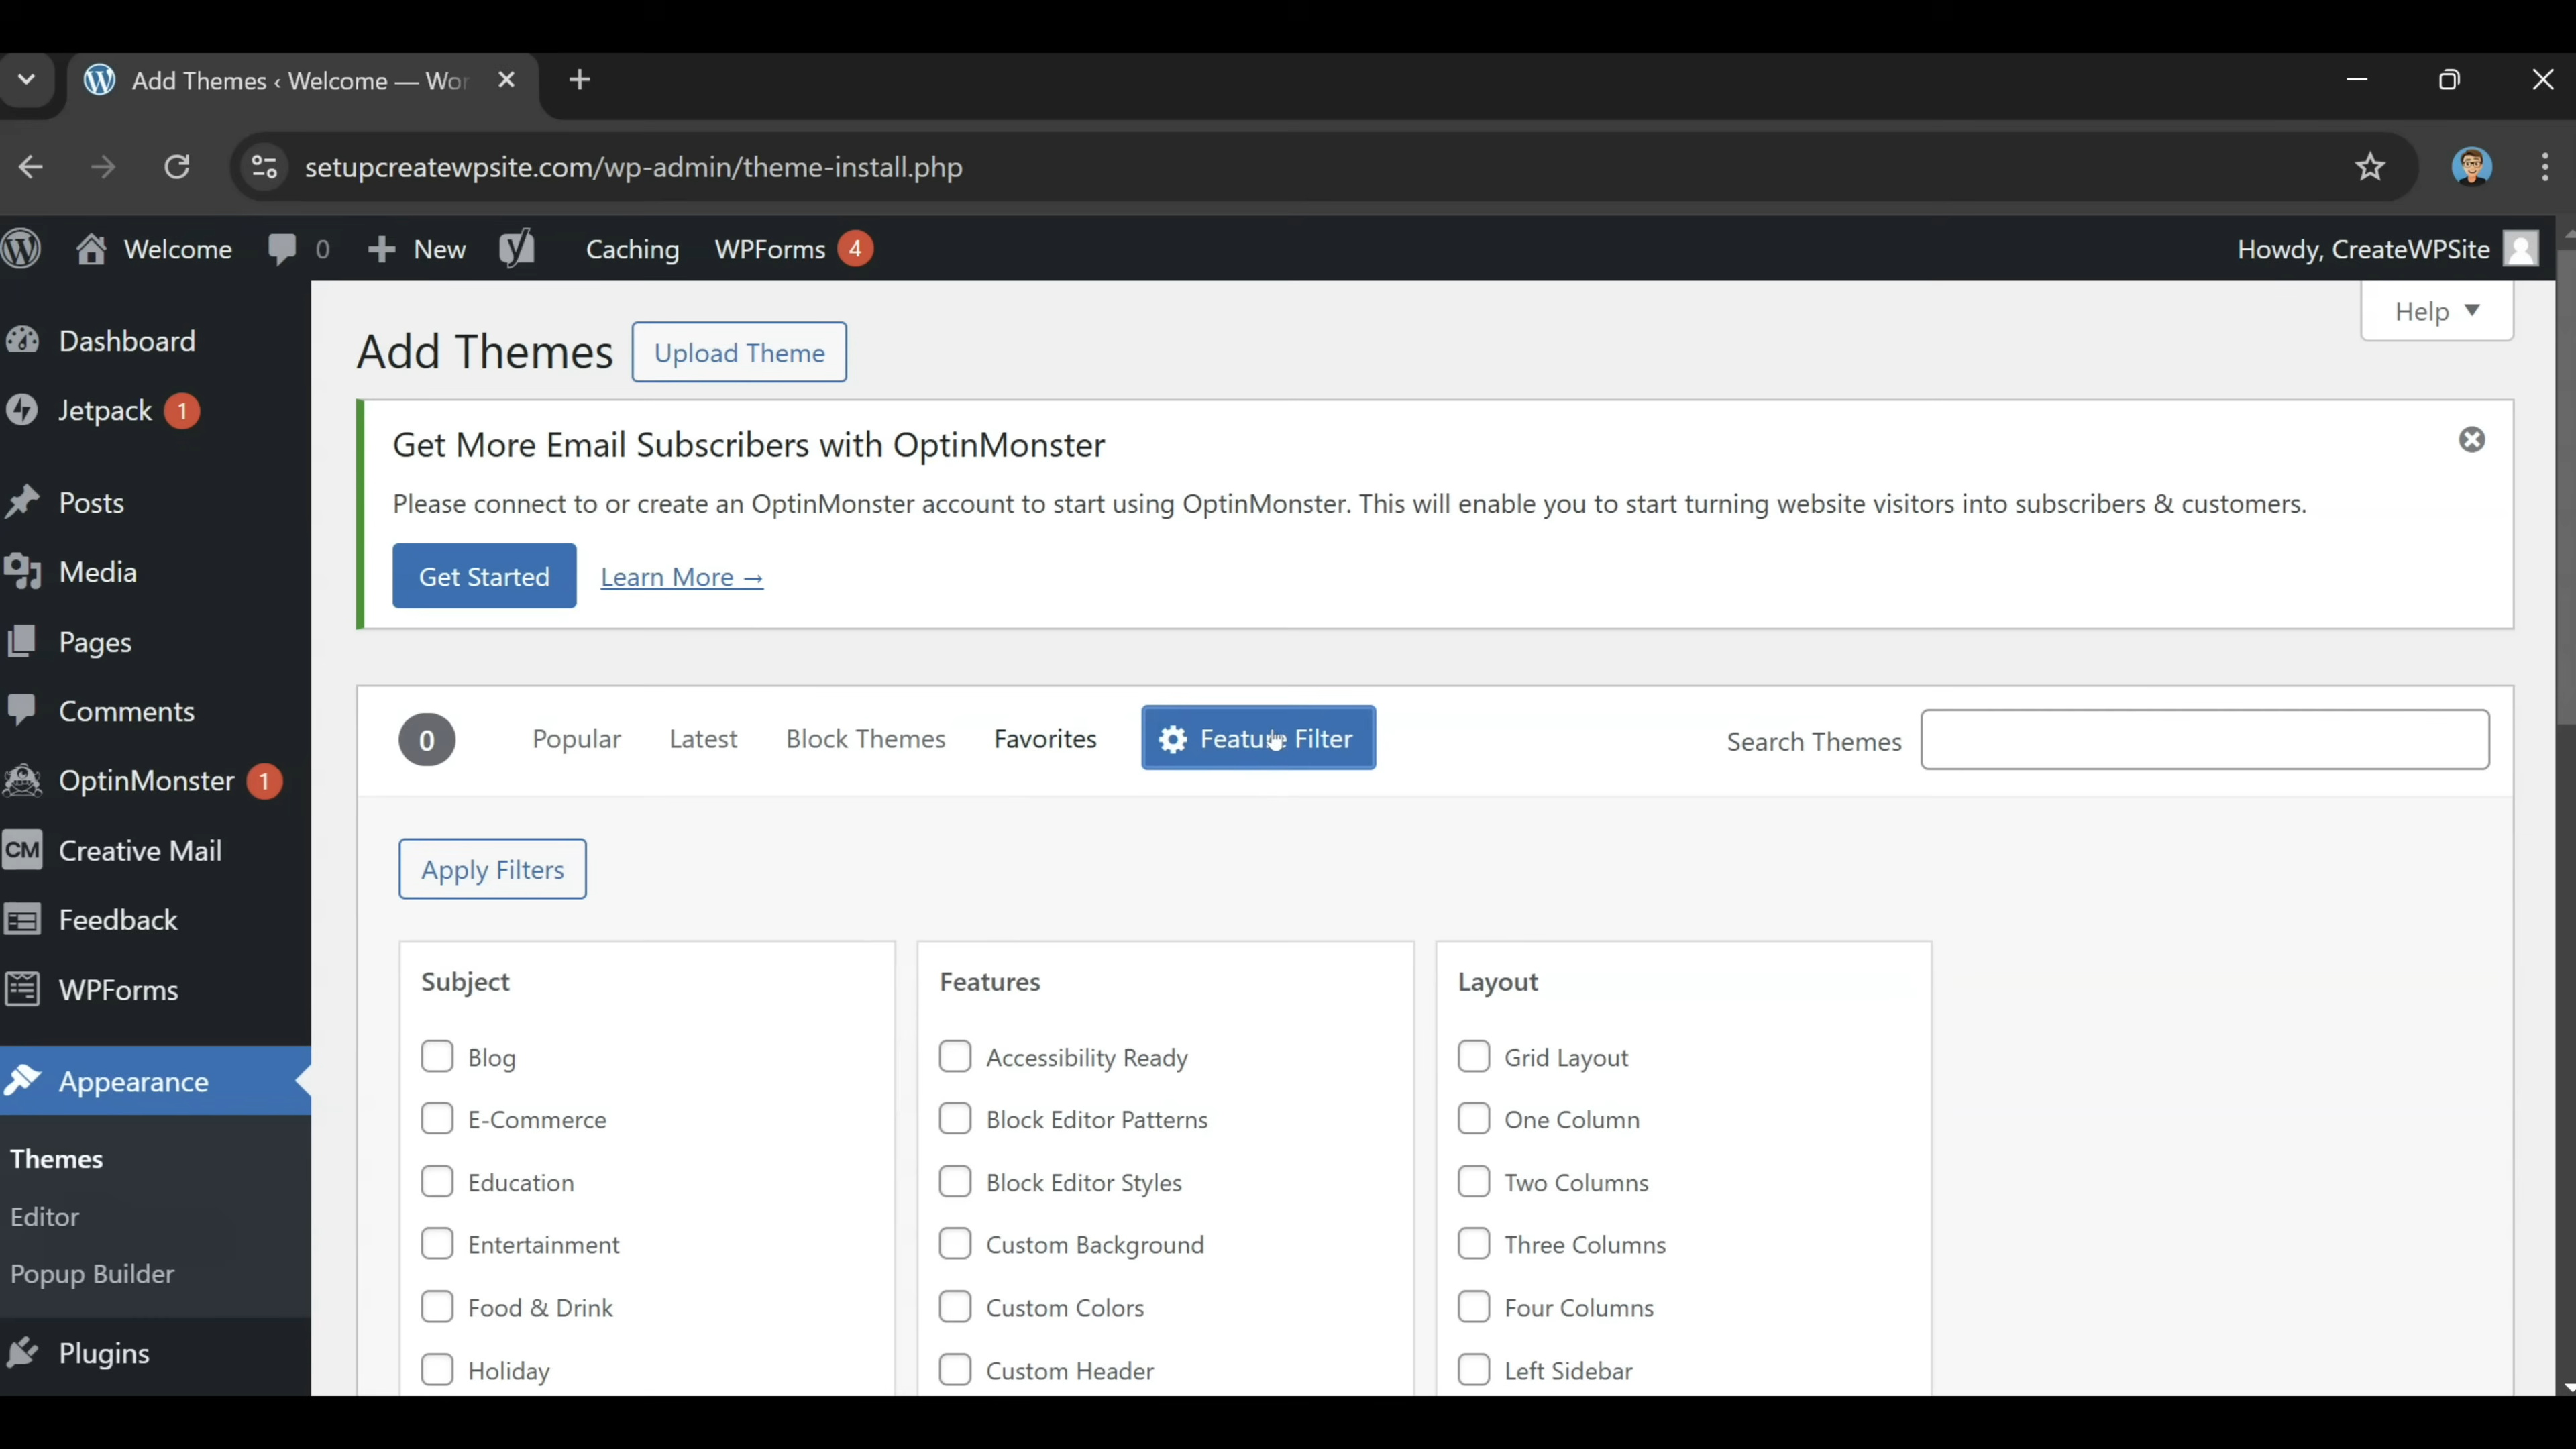 Add Themes ‹ Welcome — Wor
setupcreatewpsite.com/wp-admin/theme-install.php
Welcome 0 New Caching WPForms 4 Howdy, CreateWPSite
Help
Dashboard
Jetpack 1
Posts
Media
Pages
Comments
OptinMonster 1
CM Creative Mail
Feedback
WPForms
Appearance
Themes
Editor
Popup Builder
Plugins
Add Themes Upload Theme
Get More Email Subscribers with OptinMonster
Please connect to or create an OptinMonster account to start using OptinMonster. This will enable you to start turning website visitors into subscribers & customers.
Get Started Learn More →
0 Popular Latest Block Themes Favorites Feature Filter Search Themes
Apply Filters
Subject
Blog
E-Commerce
Education
Entertainment
Food & Drink
Holiday
Features
Accessibility Ready
Block Editor Patterns
Block Editor Styles
Custom Background
Custom Colors
Custom Header
Layout
Grid Layout
One Column
Two Columns
Three Columns
Four Columns
Left Sidebar